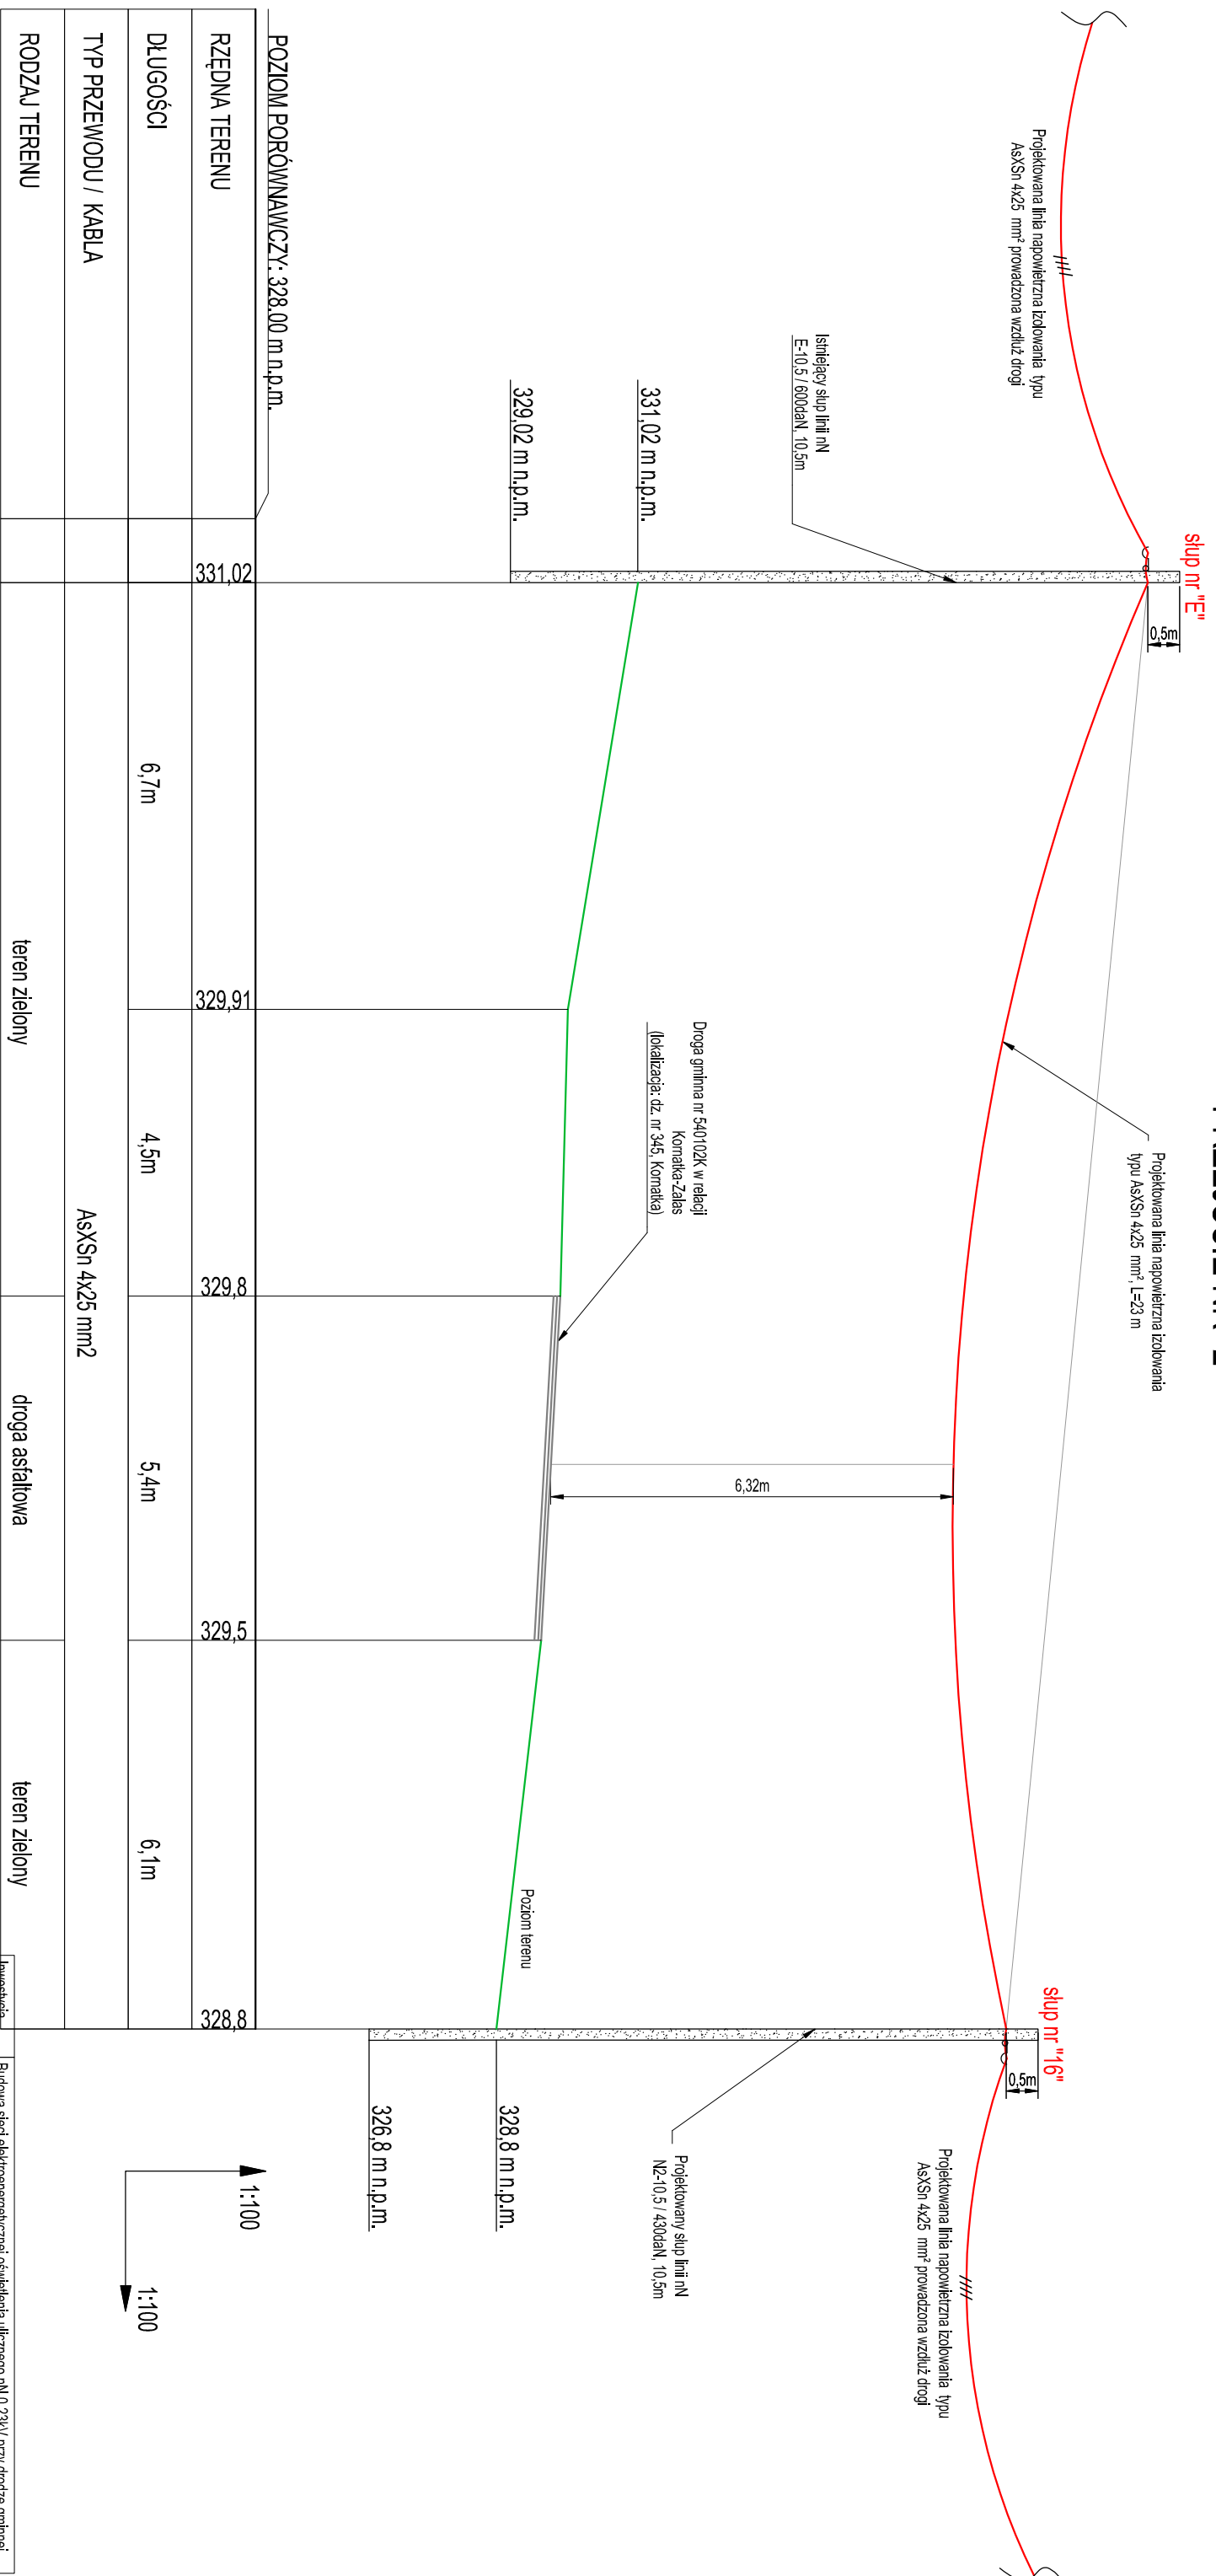 słup nr "E"
słup nr "16"
0,5m
0,5m
Projektowana linia napowietrzna izolowania typu
AsXSn 4x25 mm² prowadzona wzdłuż drogi
Projektowana linia napowietrzna izolowania
typu AsXSn 4x25 mm², L=23 m
Projektowana linia napowietrzna izolowania typu
AsXSn 4x25 mm² prowadzona wzdłuż drogi
Istniejący słup linii nN
E-10,5 / 600daN, 10,5m
6,32m
Droga gminna nr 540102K w relacji
Kornatka-Zalas
(lokalizacja: dz. nr 345, Kornatka)
Projektowany słup linii nN
N2-10,5 / 430daN, 10,5m
331,02 m n.p.m.
329,02 m n.p.m.
Poziom terenu
328,8 m n.p.m.
326,8 m n.p.m.
POZIOM PORÓWNAWCZY: 328.00 m n.p.m.
1:100
1:100
RZĘDNA TERENU
331,02
329,91
329,8
329,5
328,8
DŁUGOŚCI
6,7m
4,5m
5,4m
6,1m
TYP PRZEWODU / KABLA
AsXSn 4x25 mm2
RODZAJ TERENU
teren zielony
droga asfaltowa
teren zielony